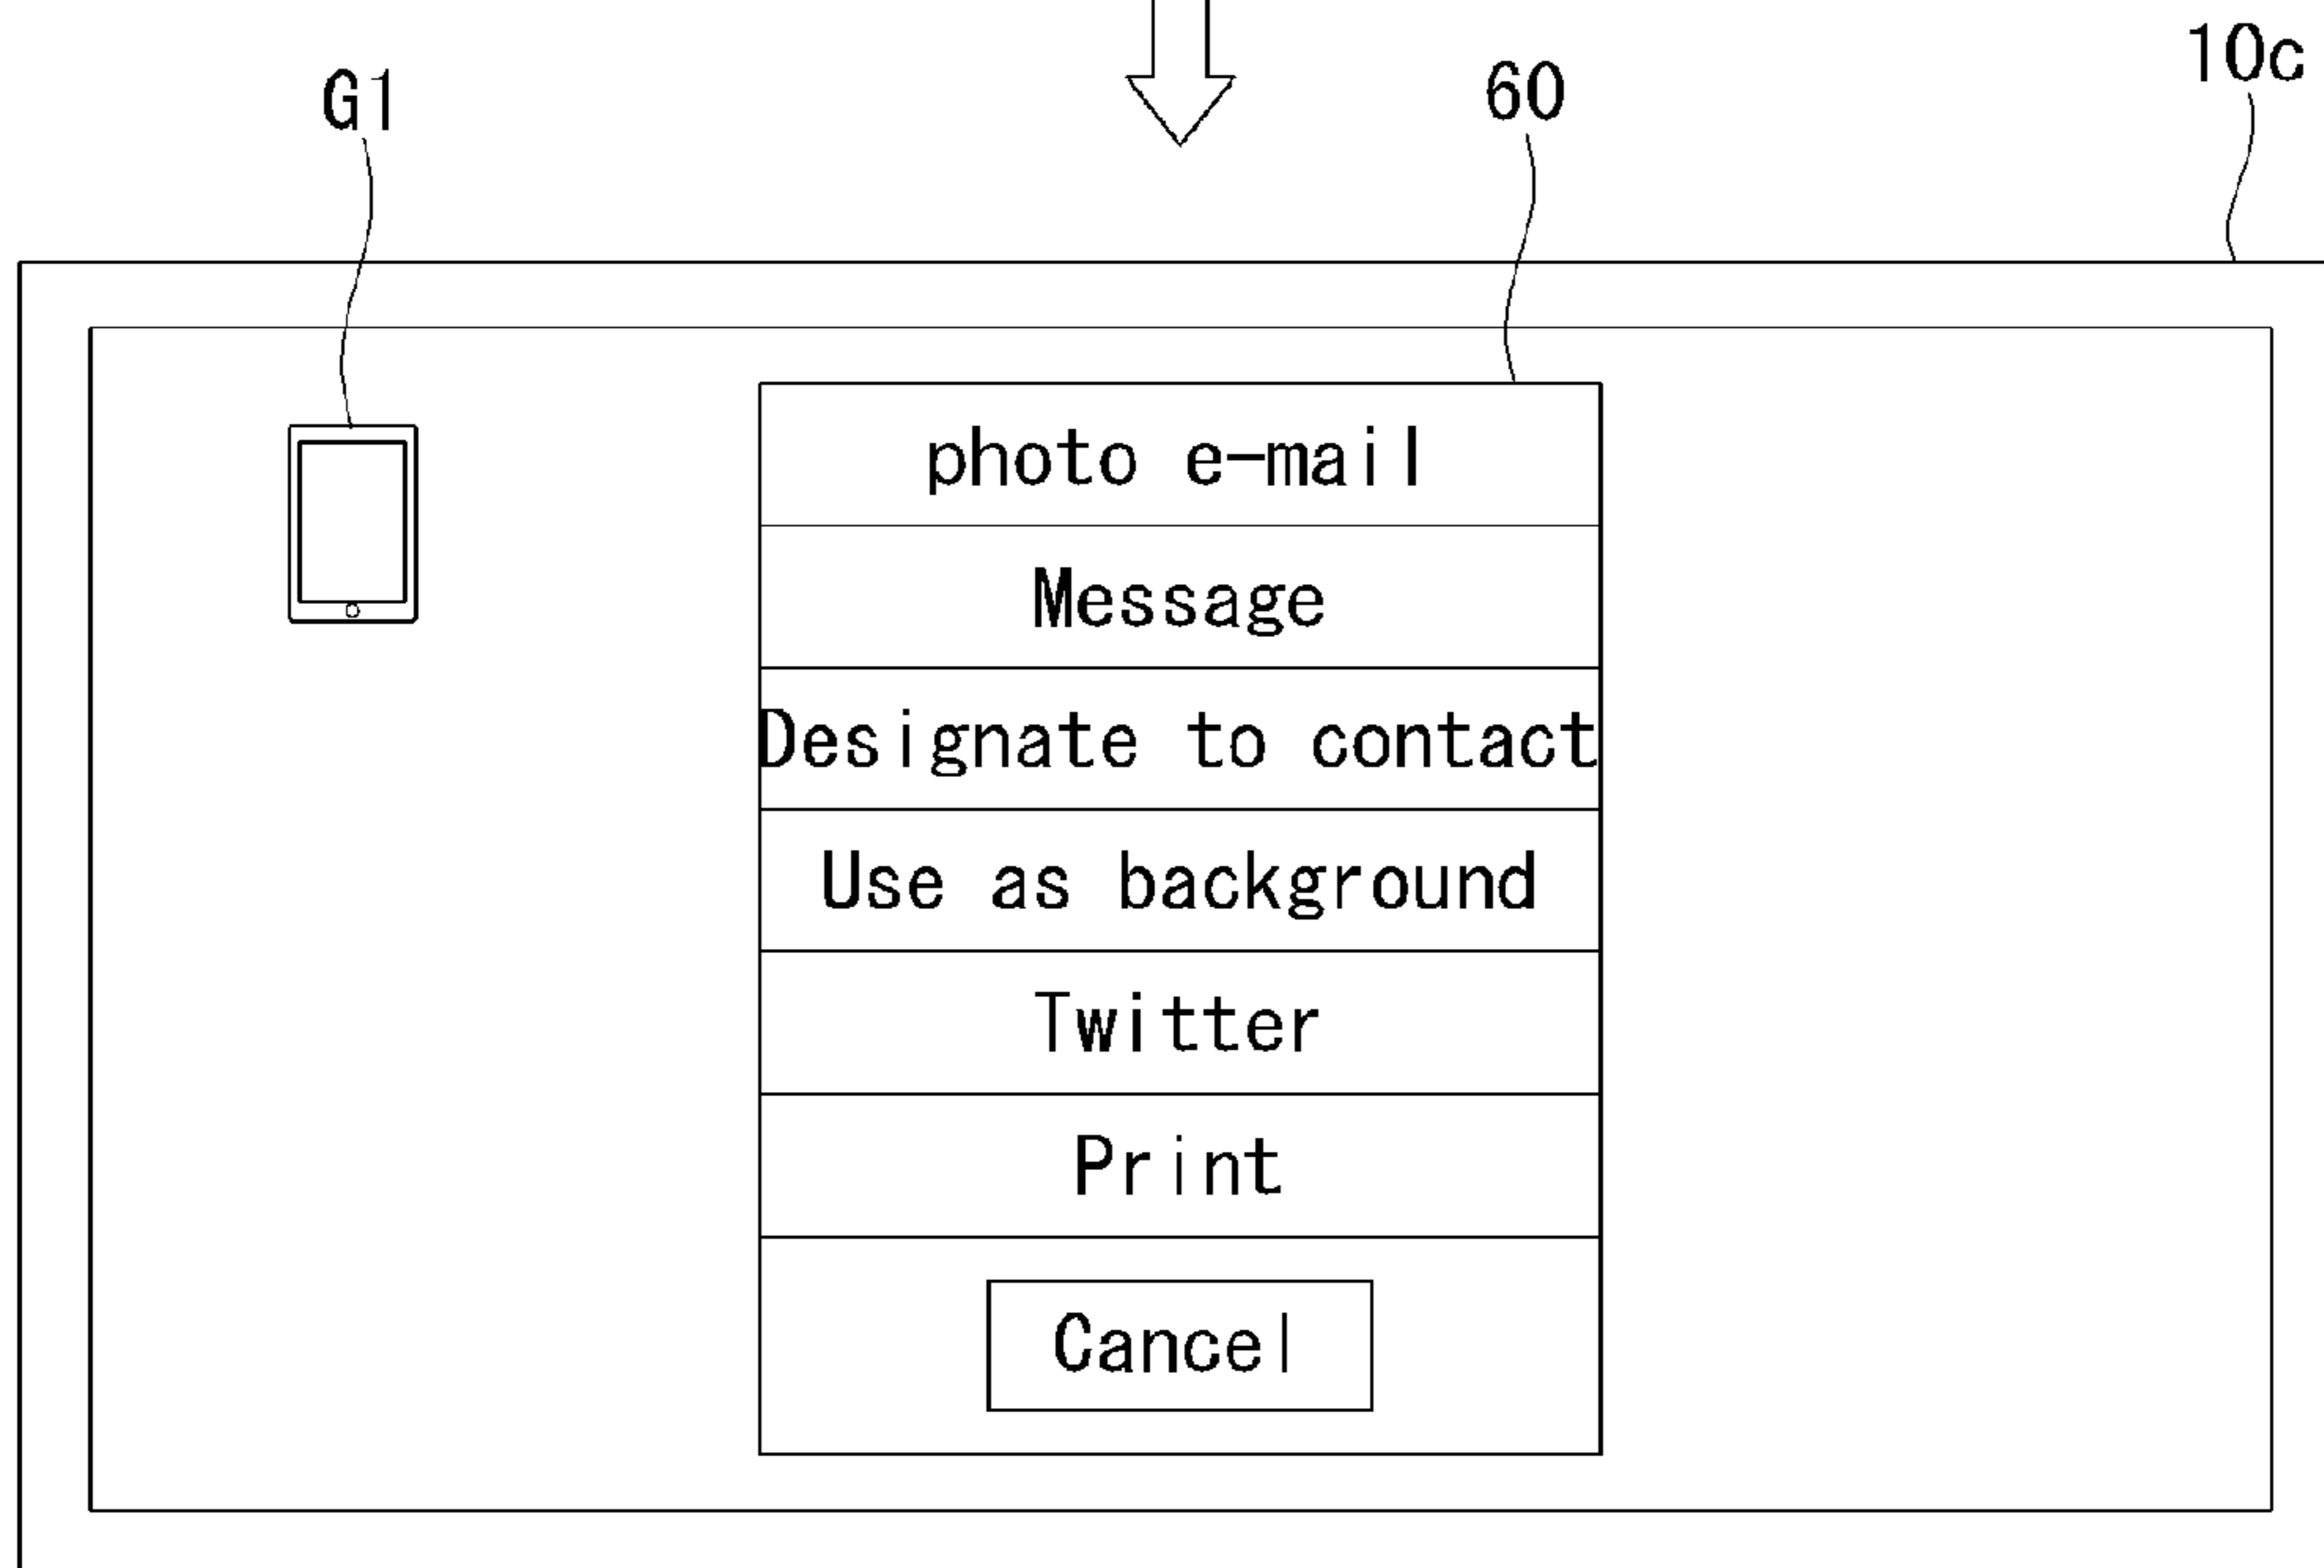 10c
G1
60
photo e-mail
Message
Designate to contact
Use as background
Twitter
Print
Cancel